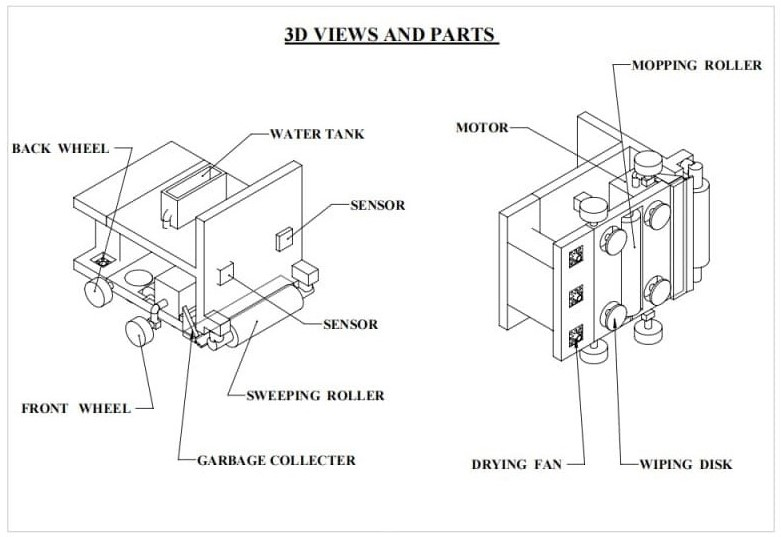 3D VIEWS AND PARTS
MOPPING ROLLER
WATER TANK
MOTOR
BACK WHEEL
SENSOR
SENSOR
SWEEPING ROLLER
FRONT WHEEL
GARBAGE COLLECTER
DRYING FAN
WIPING DISK